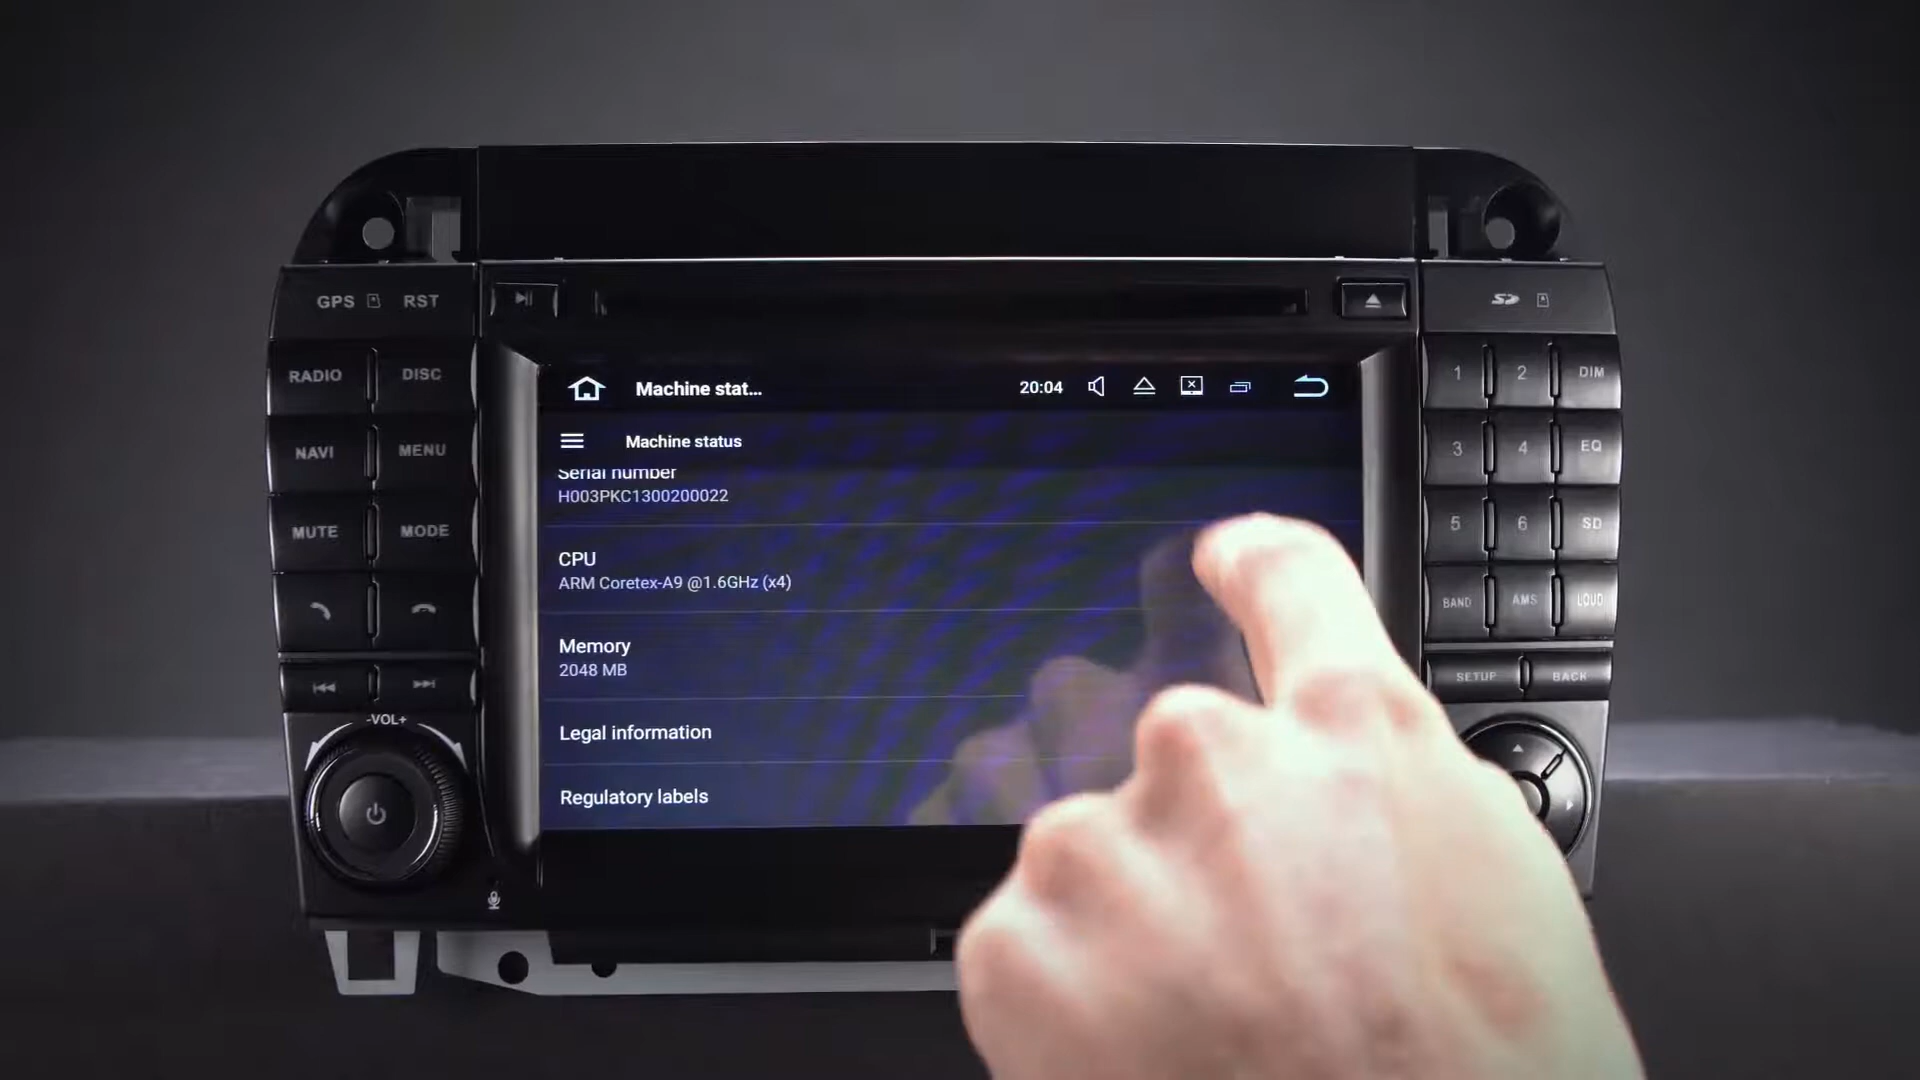 GPS RST
SD
RADIO DISC
1 2 DIM
Machine stat... 20:04
NAVI MENU
Machine status
3 4 EQ
Serial number
H003PKC1300200022
MUTE MODE
5 6 SD
CPU
ARM Coretex-A9 @1.6GHz (x4)
BAND AMS LOUD
Memory
2048 MB
SETUP BACK
-VOL+
Legal information
Regulatory labels